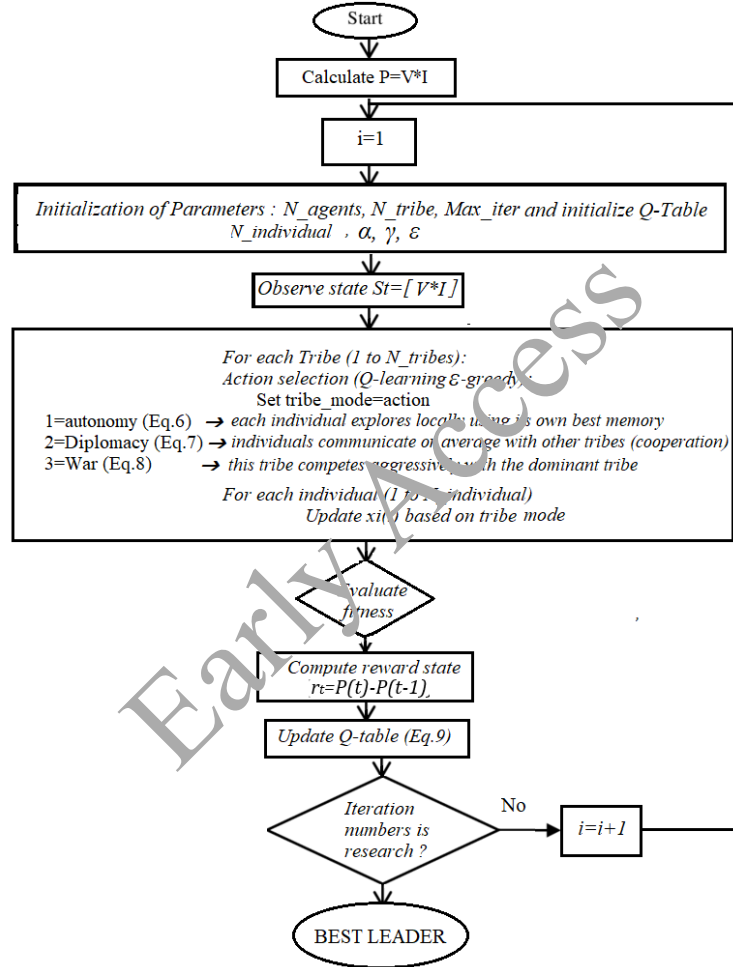 Start
Calculate P=V*I
i=1
Initialization of Parameters : N_agents, N_tribe, Max_iter and initialize Q-Table
N_individual , α, γ, ε
Observe state St=[ V*I ]
For each Tribe (1 to N_tribes):
Action selection (Q-learning ε-greedy):
Set tribe_mode=action
1=autonomy (Eq.6) → each individual explores locally using its own best memory
2=Diplomacy (Eq.7) → individuals communicate on average with other tribes (cooperation)
3=War (Eq.8) → this tribe competes aggressively with the dominant tribe
For each individual (1 to N_individual)
Update xi(t) based on tribe mode
Evaluate
fitness
,
Compute reward state
rt=P(t)-P(t-1)
Update Q-table (Eq.9)
Iteration
numbers is
research ?
No
i=i+1
BEST LEADER
Early Access